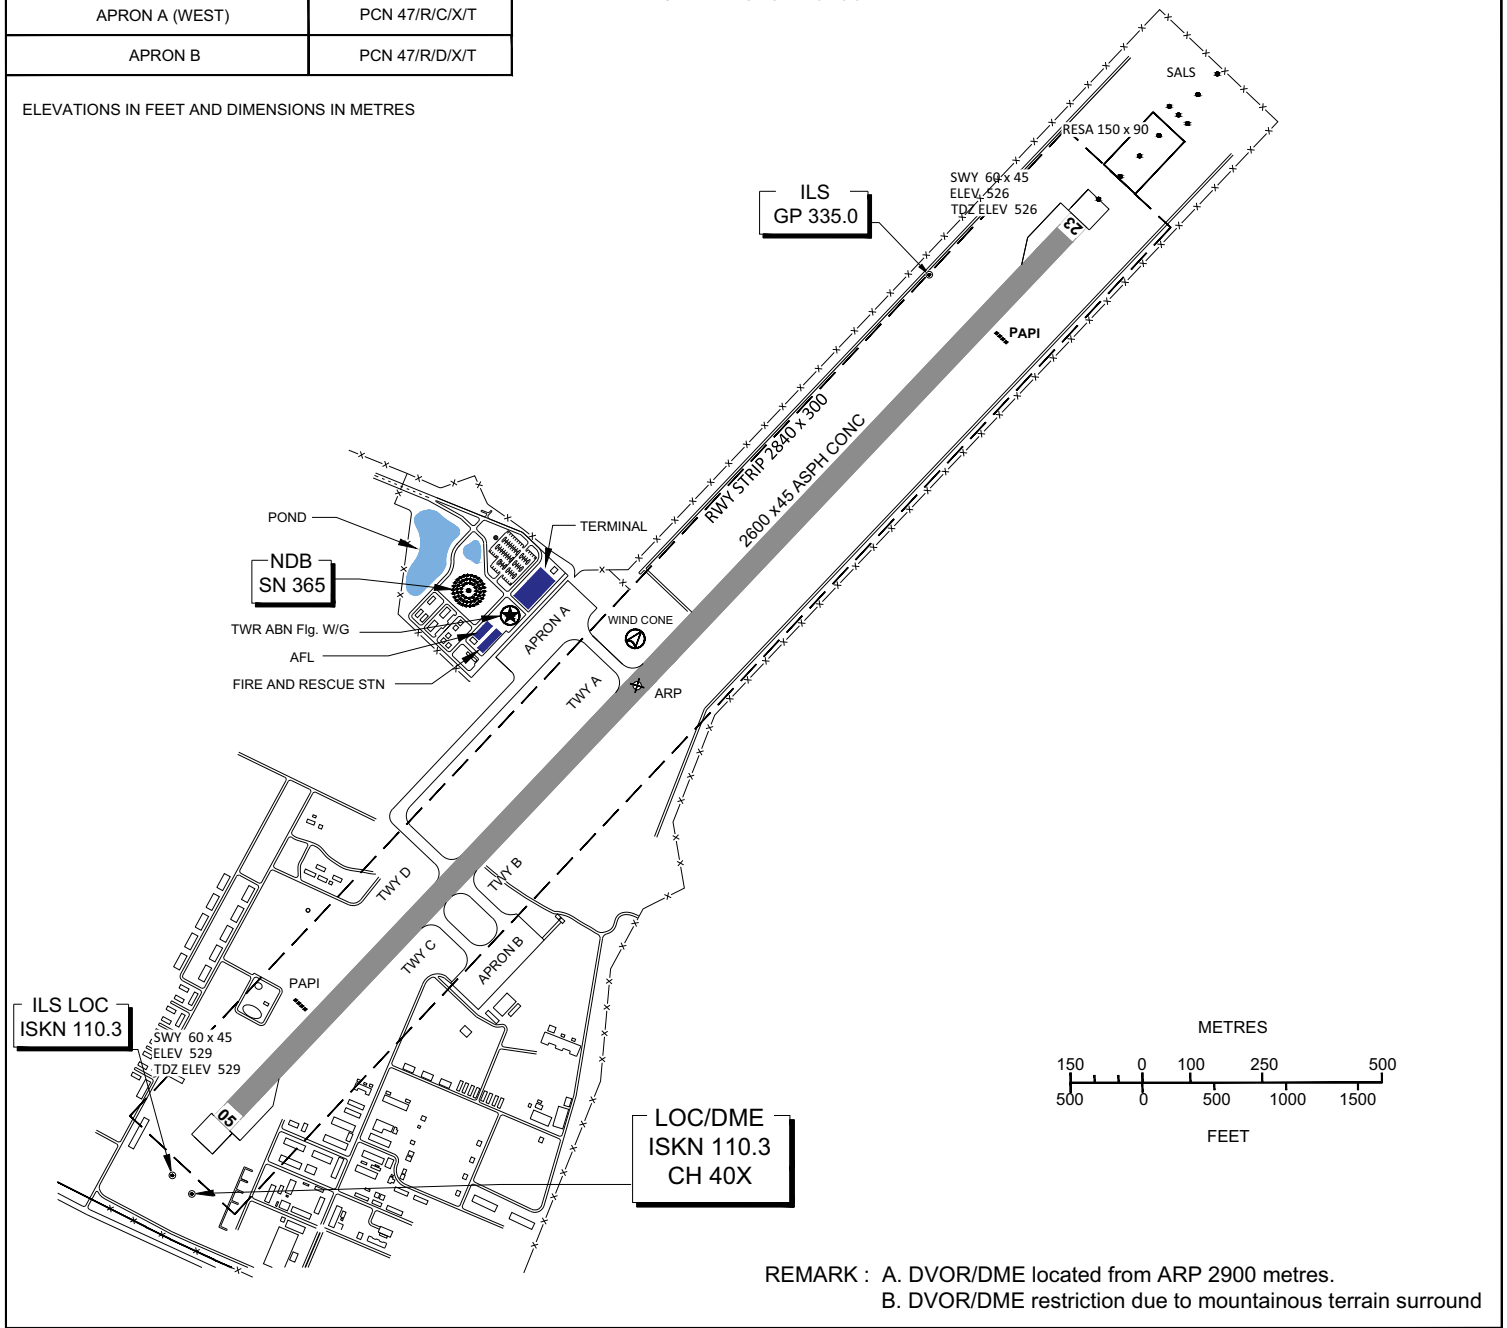 APRON A (WEST) PCN 47/R/C/X/T
APRON B PCN 47/R/D/X/T
ELEVATIONS IN FEET AND DIMENSIONS IN METRES
SALS
RESA 150 x 90
SWY 60 x 45
ELEV 526
TDZ ELEV 526
ILS
GP 335.0
23
PAPI
RWY STRIP 2840 x 300
2600 x 45 ASPH CONC
POND
TERMINAL
NDB
SN 365
TWR ABN Flg. W/G
AFL
FIRE AND RESCUE STN
APRON A
WIND CONE
TWY A
ARP
TWY D
TWY B
TWY C
APRON B
PAPI
ILS LOC
ISKN 110.3
SWY 60 x 45
ELEV 529
TDZ ELEV 529
05
LOC/DME
ISKN 110.3
CH 40X
METRES
150 0 100 250 500
500 0 500 1000 1500
FEET
REMARK : A. DVOR/DME located from ARP 2900 metres.
B. DVOR/DME restriction due to mountainous terrain surround